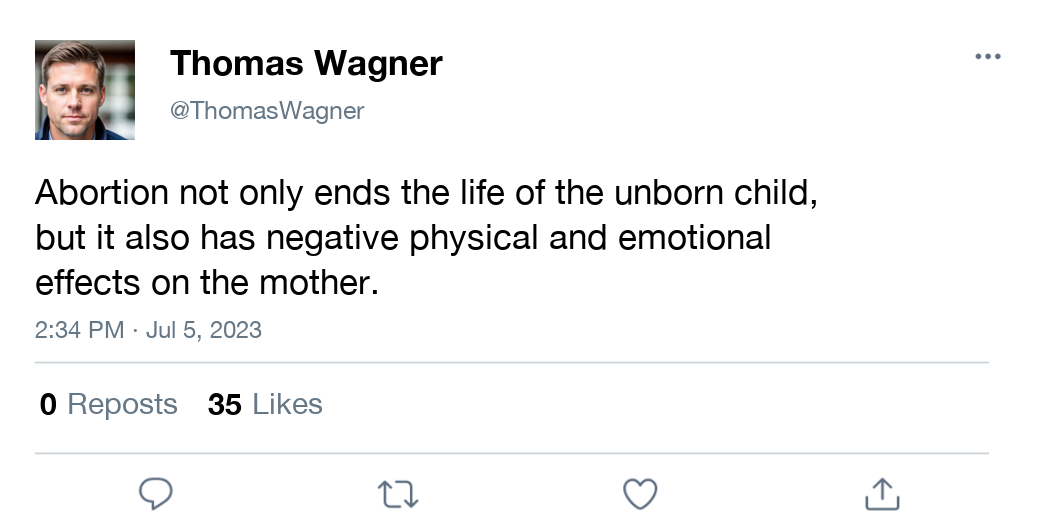 Thomas Wagner
@ThomasWagner
Abortion not only ends the life of the unborn child,
but it also has negative physical and emotional
effects on the mother.
2:34 PM · Jul 5, 2023
0 Reposts 35 Likes